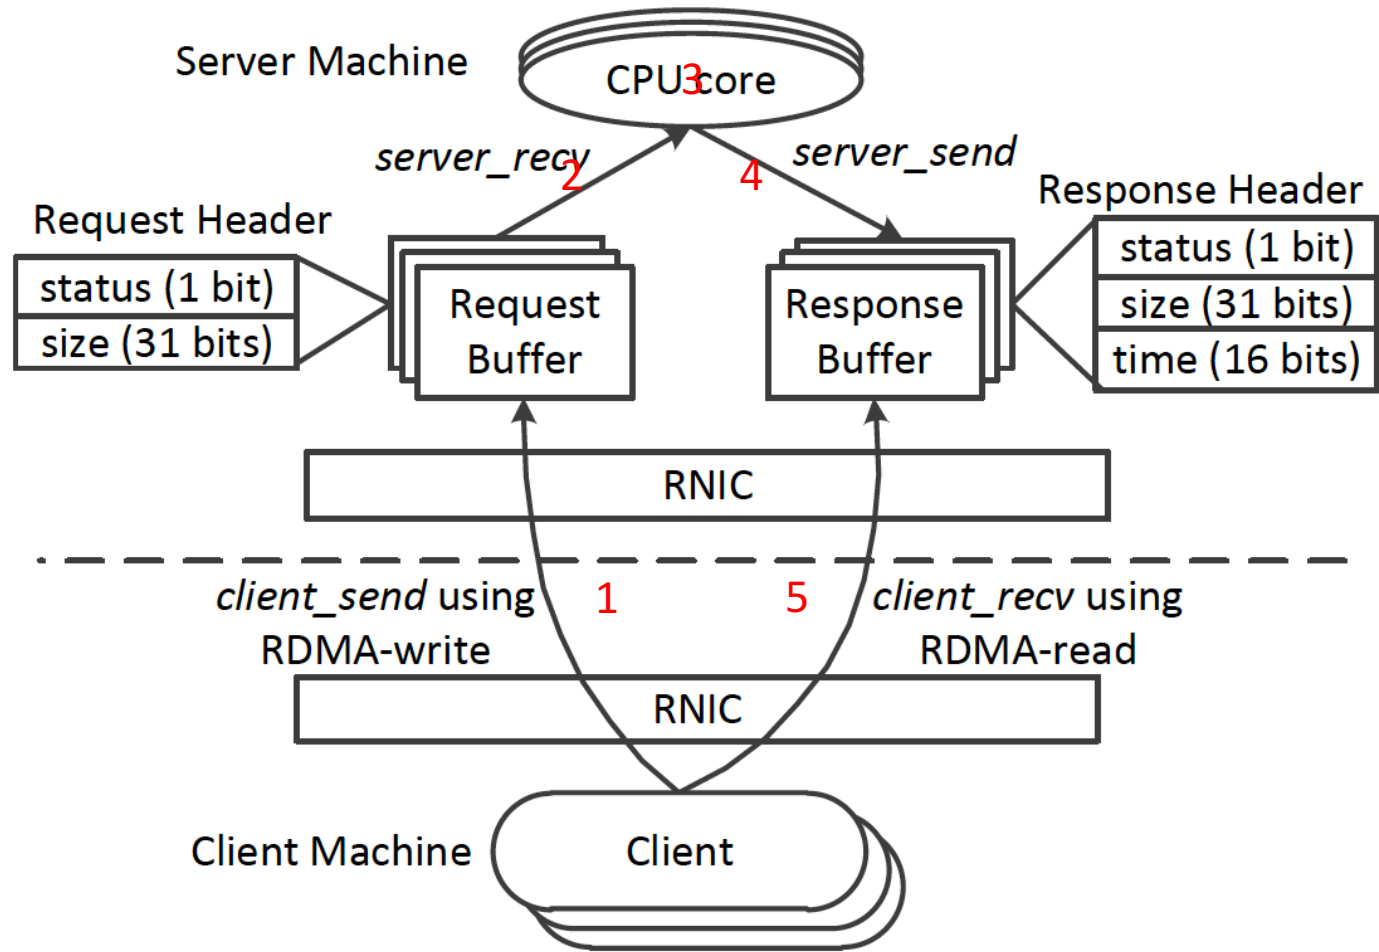 Server Machine
CPU core
3
server_recv
2
4
server_send
Request Header
status (1 bit)
size (31 bits)
Request
Buffer
Response
Buffer
Response Header
status (1 bit)
size (31 bits)
time (16 bits)
RNIC
client_send using
RDMA-write
1
5
client_recv using
RDMA-read
RNIC
Client Machine
Client